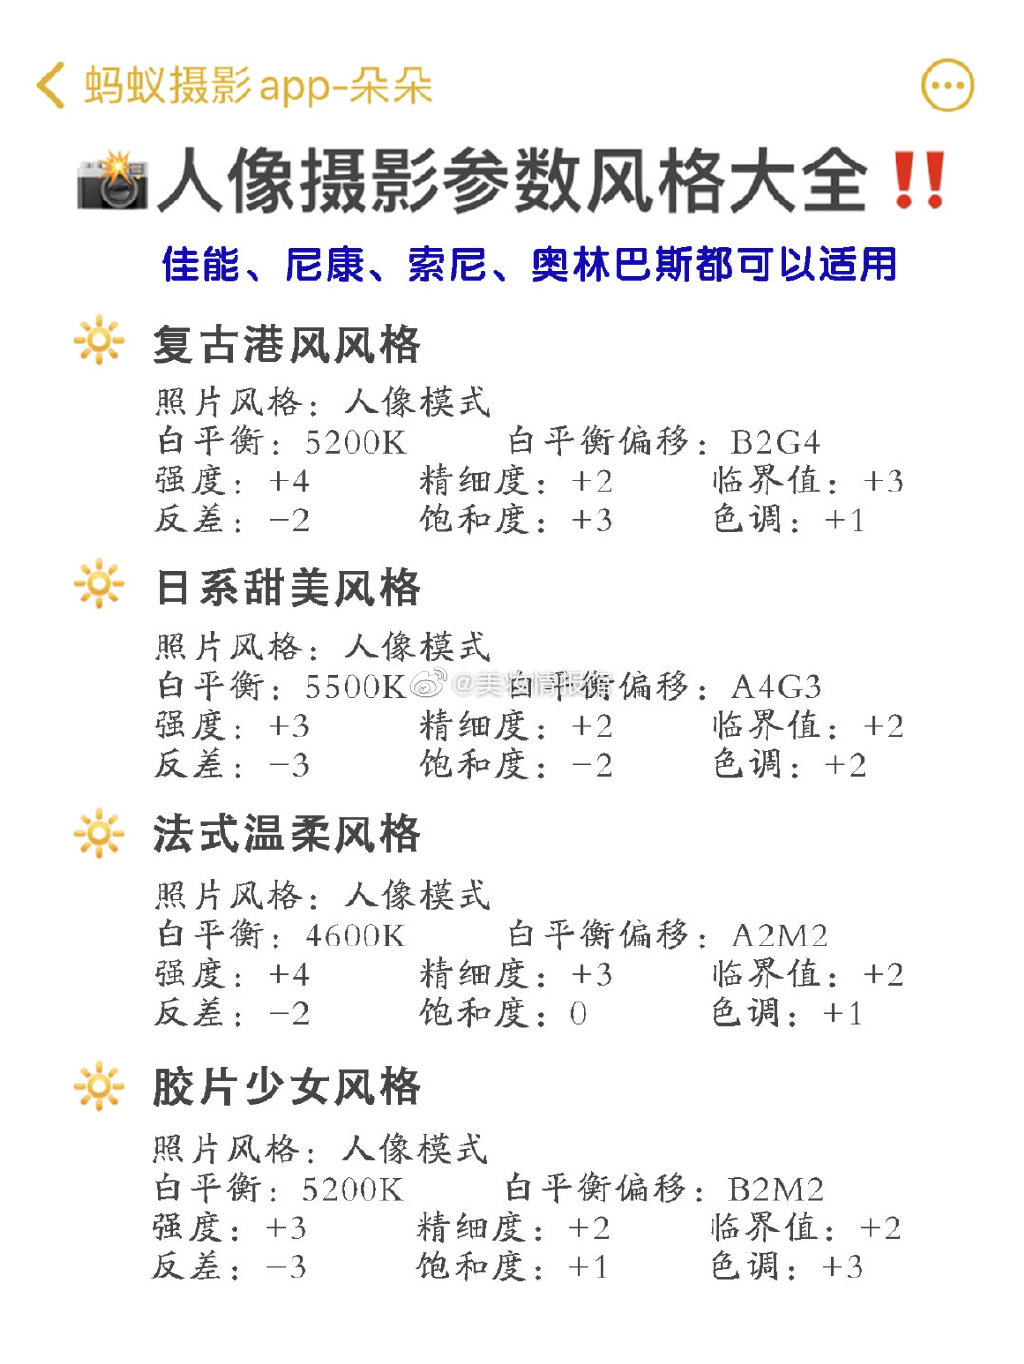 蚂蚁摄影app-朵朵
人像摄影参数风格大全‼️
佳能、尼康、索尼、奥林巴斯都可以适用
复古港风风格
照片风格：人像模式
白平衡：5200K 白平衡偏移：B2G4
强度：+4 精细度：+2 临界值：+3
反差：-2 饱和度：+3 色调：+1
日系甜美风格
照片风格：人像模式
白平衡：5500K 白平衡偏移：A4G3
@美妆情报
强度：+3 精细度：+2 临界值：+2
反差：-3 饱和度：-2 色调：+2
法式温柔风格
照片风格：人像模式
白平衡：4600K 白平衡偏移：A2M2
强度：+4 精细度：+3 临界值：+2
反差：-2 饱和度：0 色调：+1
胶片少女风格
照片风格：人像模式
白平衡：5200K 白平衡偏移：B2M2
强度：+3 精细度：+2 临界值：+2
反差：-3 饱和度：+1 色调：+3